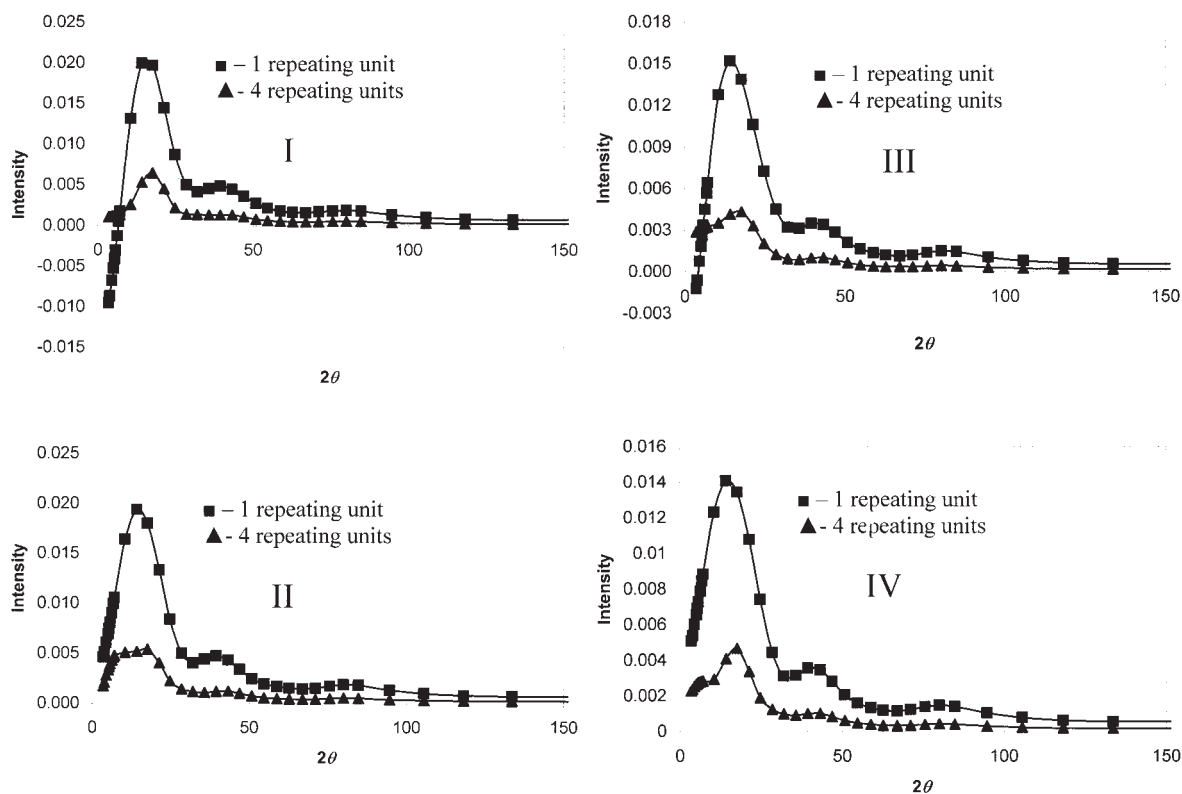 0.025
0.020
0.015
0.010
0.005
0.000
-0.005
-0.010
-0.015
Intensity
0
50
100
150
2θ
– 1 repeating unit
- 4 repeating units
I
0.018
0.015
0.012
0.009
0.006
0.003
0.000
-0.003
Intensity
0
50
100
150
2θ
– 1 repeating unit
- 4 repeating units
III
0.025
0.020
0.015
0.010
0.005
0.000
Intensity
0
50
100
150
2θ
– 1 repeating unit
- 4 repeating units
II
0.016
0.014
0.012
0.01
0.008
0.006
0.004
0.002
0
Intensity
0
50
100
150
2θ
– 1 repeating unit
- 4 repeating units
IV